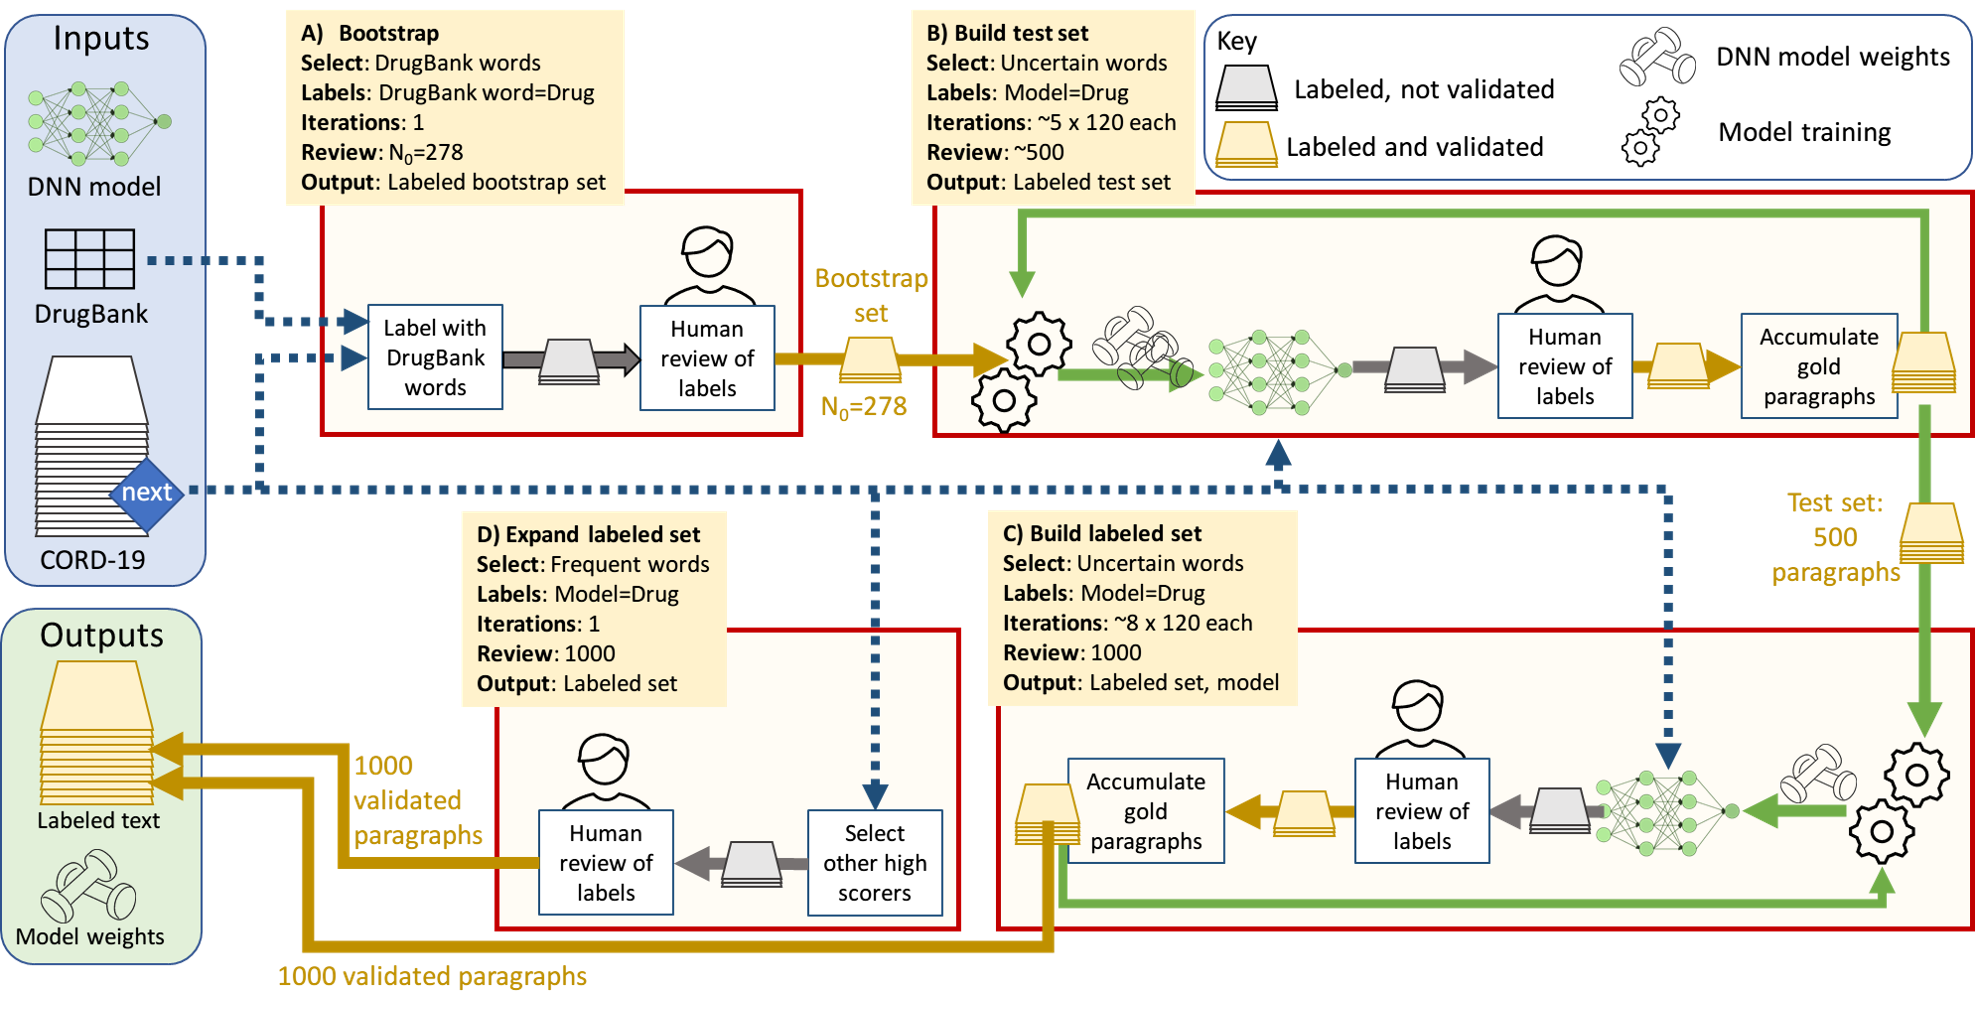 Inputs
DNN model
DrugBank
next
CORD-19
Outputs
Labeled text
Model weights
A) Bootstrap
Select: DrugBank words
Labels: DrugBank word=Drug
Iterations: 1
Review: N₀=278
Output: Labeled bootstrap set
Label with
DrugBank
words
Human
review of
labels
Bootstrap
set
N₀=278
B) Build test set
Select: Uncertain words
Labels: Model=Drug
Iterations: ~5 x 120 each
Review: ~500
Output: Labeled test set
Human
review of
labels
Accumulate
gold
paragraphs
Key
Labeled, not validated
Labeled and validated
DNN model weights
Model training
Test set:
500
paragraphs
D) Expand labeled set
Select: Frequent words
Labels: Model=Drug
Iterations: 1
Review: 1000
Output: Labeled set
Human
review of
labels
Select
other high
scorers
1000
validated
paragraphs
C) Build labeled set
Select: Uncertain words
Labels: Model=Drug
Iterations: ~8 x 120 each
Review: 1000
Output: Labeled set, model
Accumulate
gold
paragraphs
Human
review of
labels
1000 validated paragraphs